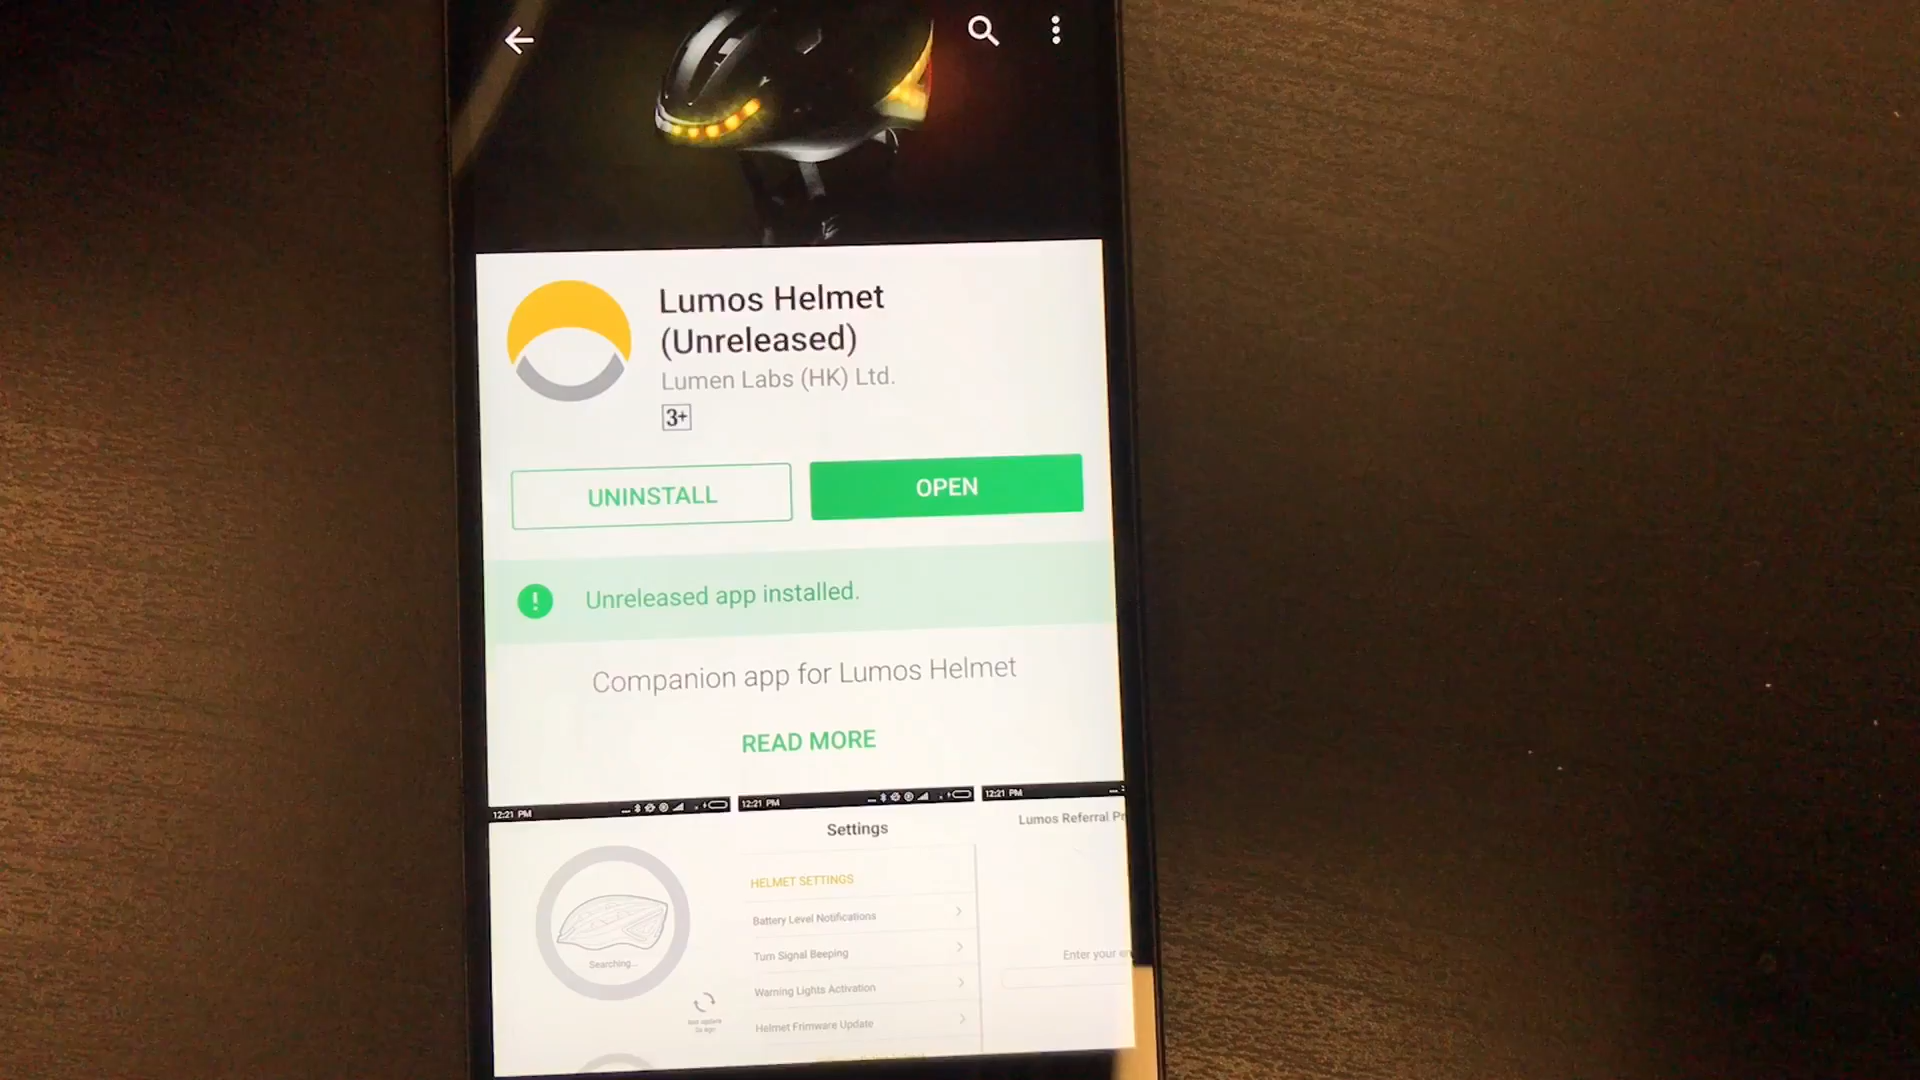 Lumos Helmet
(Unreleased)
Lumen Labs (HK) Ltd.
3+
UNINSTALL
OPEN
! Unreleased app installed.
Companion app for Lumos Helmet
READ MORE
12:21 PM
Searching...
12:21 PM
Settings
HELMET SETTINGS
Battery Level Notifications
Turn Signal Beeping
Warning Lights Activation
Helmet Frimware Update
12:21 PM
Lumos Referral Pr
Enter your